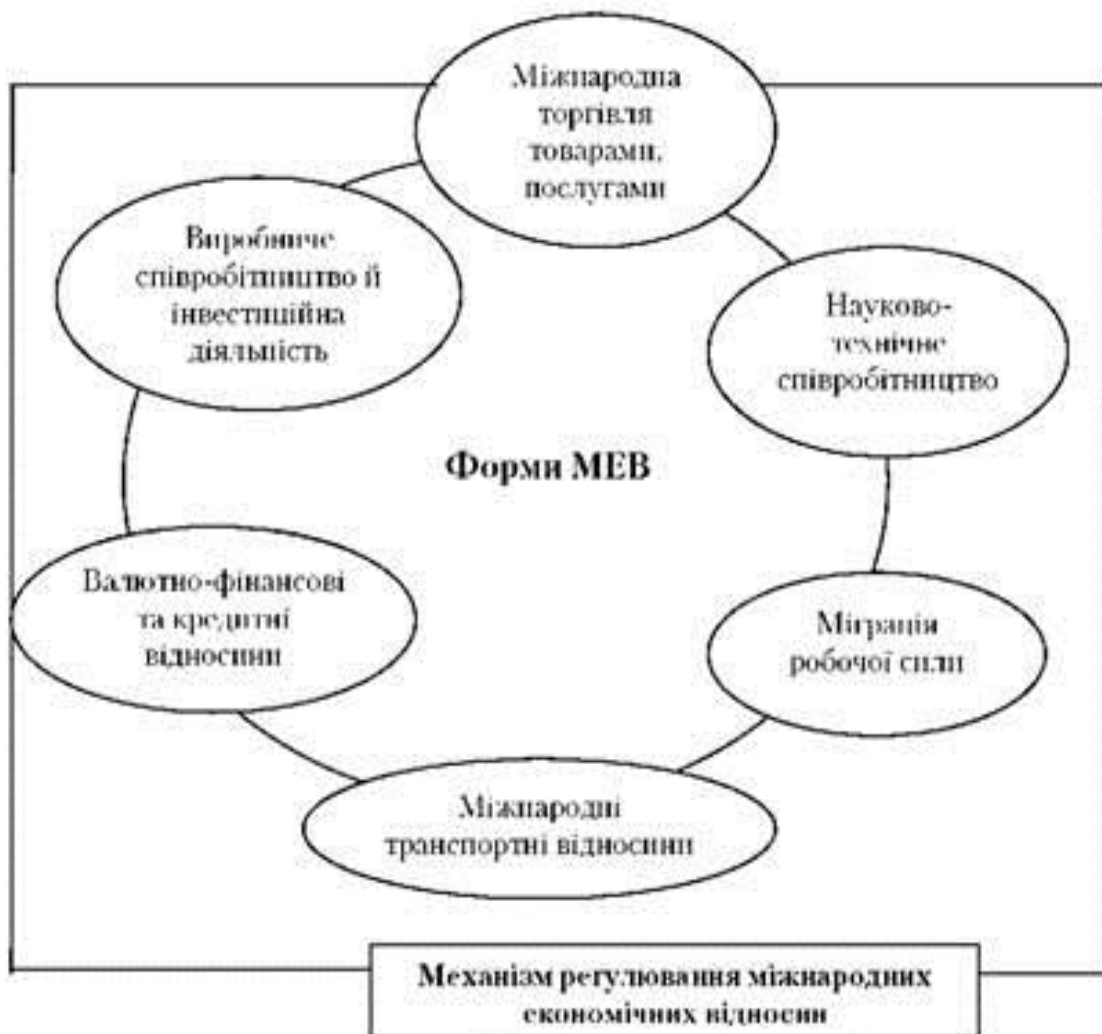 Міжнародна
торгівля
товарами,
послугами
Виробниче
співробітництво й
інвестиційна
діяльність
Науково-
технічне
співробітництво
Форми МЕВ
Валютно-фінансові
та кредитні
відносини
Міграція
робочої сили
Міжнародні
транспортні відносини
Механізм регулювання міжнародних
економічних відносин